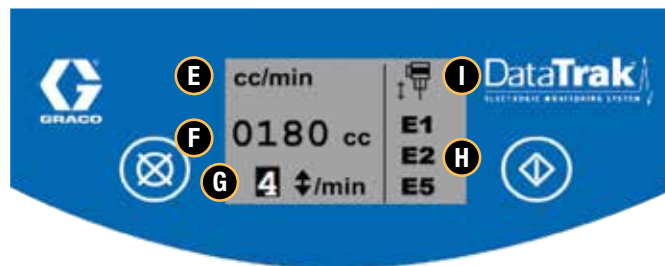 E
cc/min
I
DataTrak
ELECTRONIC MONITORING SYSTEM
GRACO
F
0180 cc
E1
E2
H
G
4 /min
E5